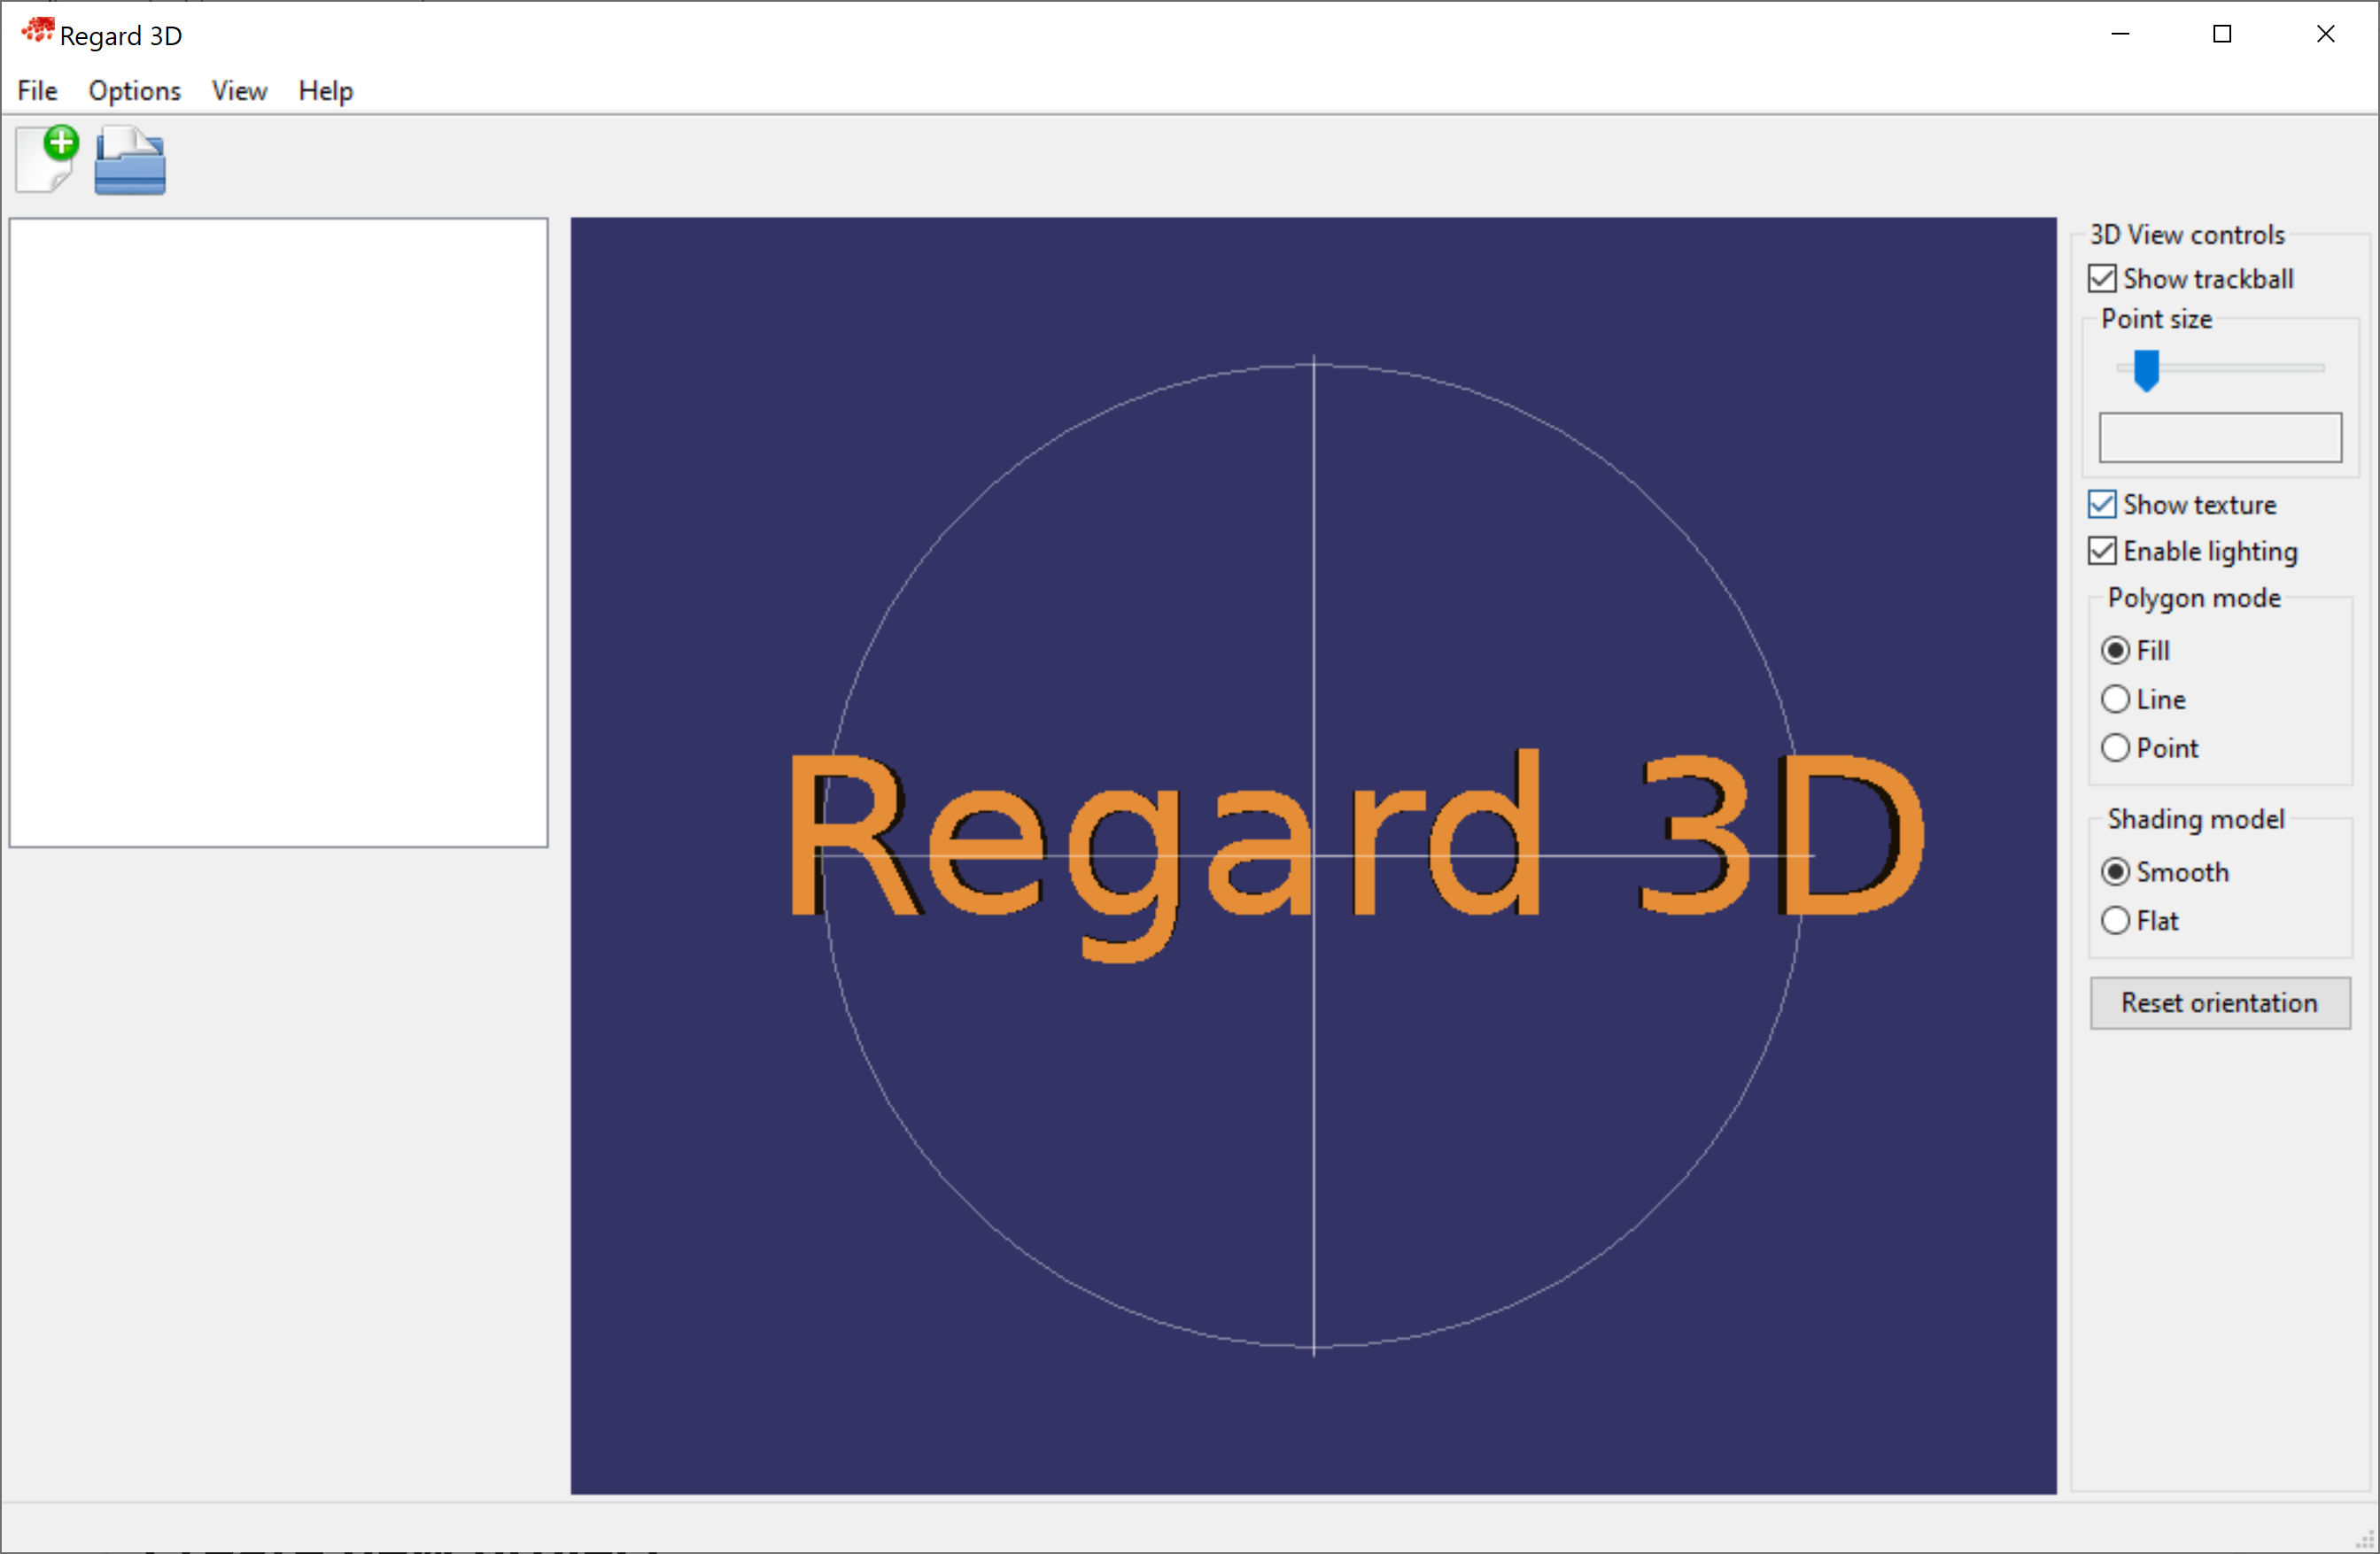 Regard 3D
File Options View Help
3D View controls
Show trackball
Point size
Show texture
Enable lighting
Polygon mode
Fill
Line
Point
Shading model
Smooth
Flat
Reset orientation
Regard 3D